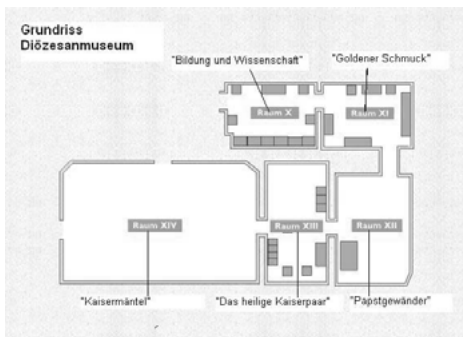 Grundriss
Diözesanmuseum
"Bildung und Wissenschaft"
"Goldener Schmuck"
Raum X
Raum XI
Raum XIV
Raum XIII
Raum XII
"Kaisermäntel"
"Das heilige Kaiserpaar"
"Papstgewänder"